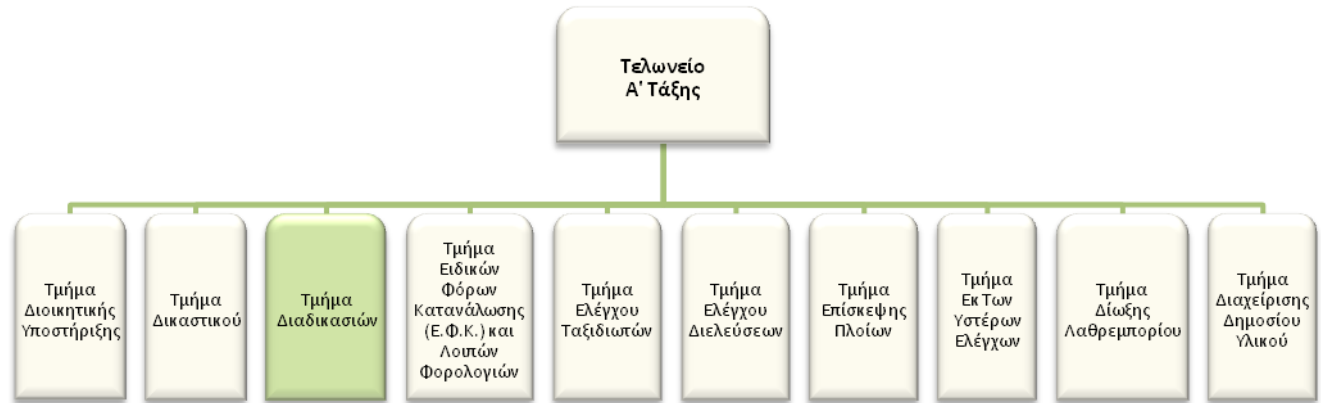 Τελωνείο
Α' Τάξης
Τμήμα
Διοικητικής
Υποστήριξης
Τμήμα
Δικαστικού
Τμήμα
Διαδικασιών
Τμήμα
Ειδικών
Φόρων
Κατανάλωσης
(Ε.Φ.Κ.) και
Λοιπών
Φορολογιών
Τμήμα
Ελέγχου
Ταξιδιωτών
Τμήμα
Ελέγχου
Διελεύσεων
Τμήμα
Επίσκεψης
Πλοίων
Τμήμα
Εκ Των
Υστέρων
Ελέγχων
Τμήμα
Δίωξης
Λαθρεμπορίου
Τμήμα
Διαχείρισης
Δημοσίου
Υλικού